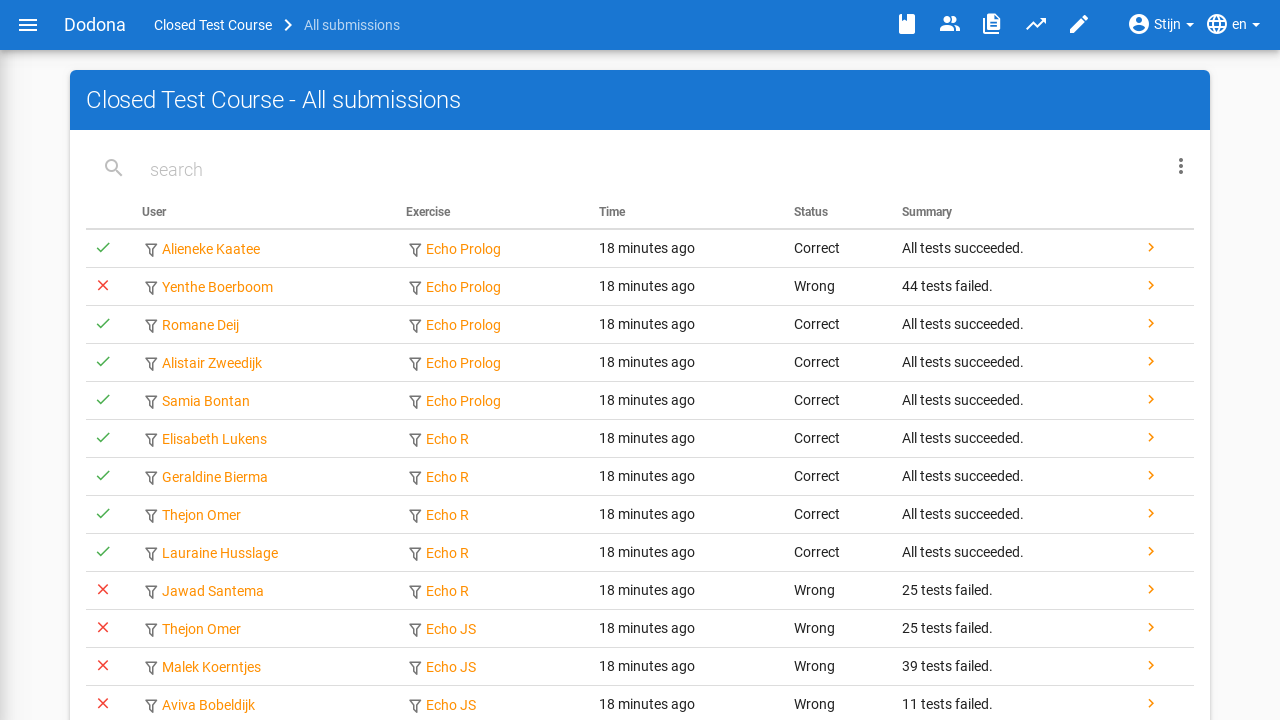 Dodona Closed Test Course All submissions Stijn en
Closed Test Course - All submissions
search
User Exercise Time Status Summary
Alieneke Kaatee Echo Prolog 18 minutes ago Correct All tests succeeded.
Yenthe Boerboom Echo Prolog 18 minutes ago Wrong 44 tests failed.
Romane Deij Echo Prolog 18 minutes ago Correct All tests succeeded.
Alistair Zweedijk Echo Prolog 18 minutes ago Correct All tests succeeded.
Samia Bontan Echo Prolog 18 minutes ago Correct All tests succeeded.
Elisabeth Lukens Echo R 18 minutes ago Correct All tests succeeded.
Geraldine Bierma Echo R 18 minutes ago Correct All tests succeeded.
Thejon Omer Echo R 18 minutes ago Correct All tests succeeded.
Lauraine Husslage Echo R 18 minutes ago Correct All tests succeeded.
Jawad Santema Echo R 18 minutes ago Wrong 25 tests failed.
Thejon Omer Echo JS 18 minutes ago Wrong 25 tests failed.
Malek Koerntjes Echo JS 18 minutes ago Wrong 39 tests failed.
Aviva Bobeldijk Echo JS 18 minutes ago Wrong 11 tests failed.